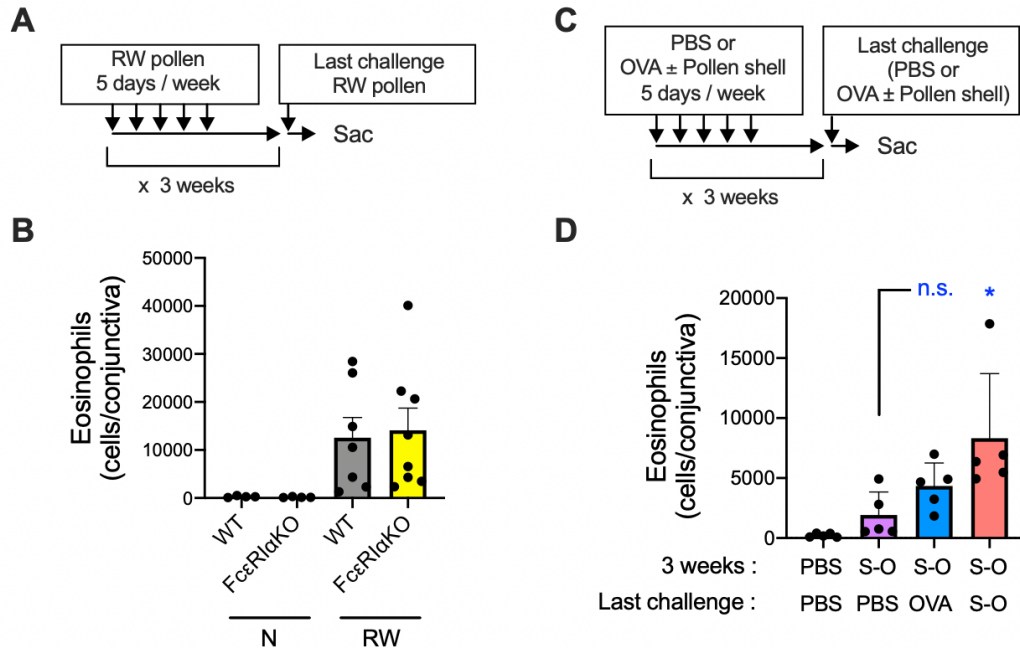 A
RW pollen
5 days / week
Last challenge
RW pollen
Sac
x 3 weeks
B
Eosinophils
(cells/conjunctiva)
50000
40000
30000
20000
10000
0
WT
FcεRIαKO
WT
FcεRIαKO
N
RW
C
PBS or
OVA ± Pollen shell
5 days / week
Last challenge
(PBS or
OVA ± Pollen shell)
Sac
x 3 weeks
D
Eosinophils
(cells/conjunctiva)
20000
15000
10000
5000
0
n.s.
*
3 weeks : PBS S-O S-O S-O
Last challenge : PBS PBS OVA S-O